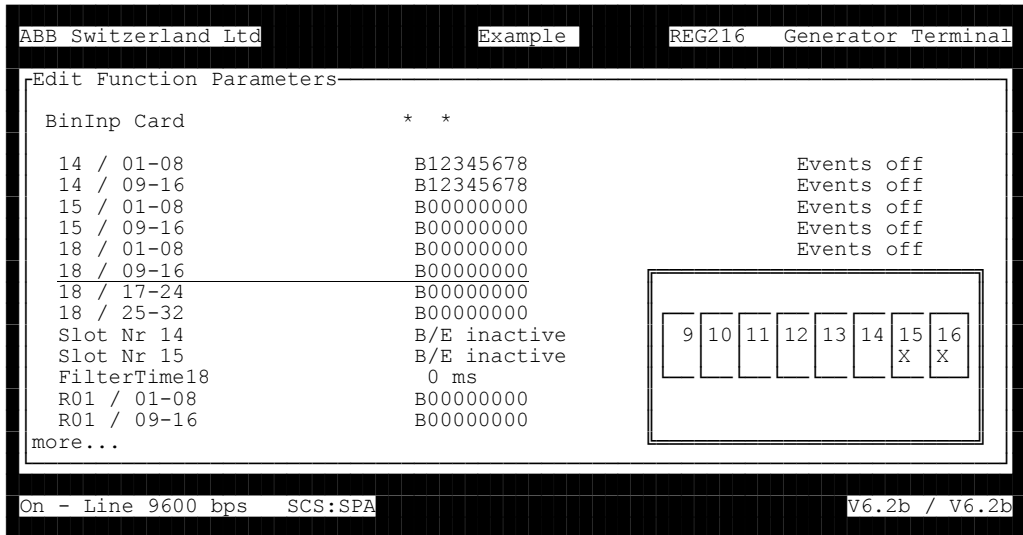 ABB Switzerland Ltd Example REG216 Generator Terminal
Edit Function Parameters
BinInp Card * *
14 / 01-08 B12345678 Events off
14 / 09-16 B12345678 Events off
15 / 01-08 B00000000 Events off
15 / 09-16 B00000000 Events off
18 / 01-08 B00000000 Events off
18 / 09-16 B00000000
18 / 17-24 B00000000
18 / 25-32 B00000000
Slot Nr 14 B/E inactive 9 10 11 12 13 14 15 16
Slot Nr 15 B/E inactive X X
FilterTime18 0 ms
R01 / 01-08 B00000000
R01 / 09-16 B00000000
more...
On - Line 9600 bps SCS:SPA V6.2b / V6.2b